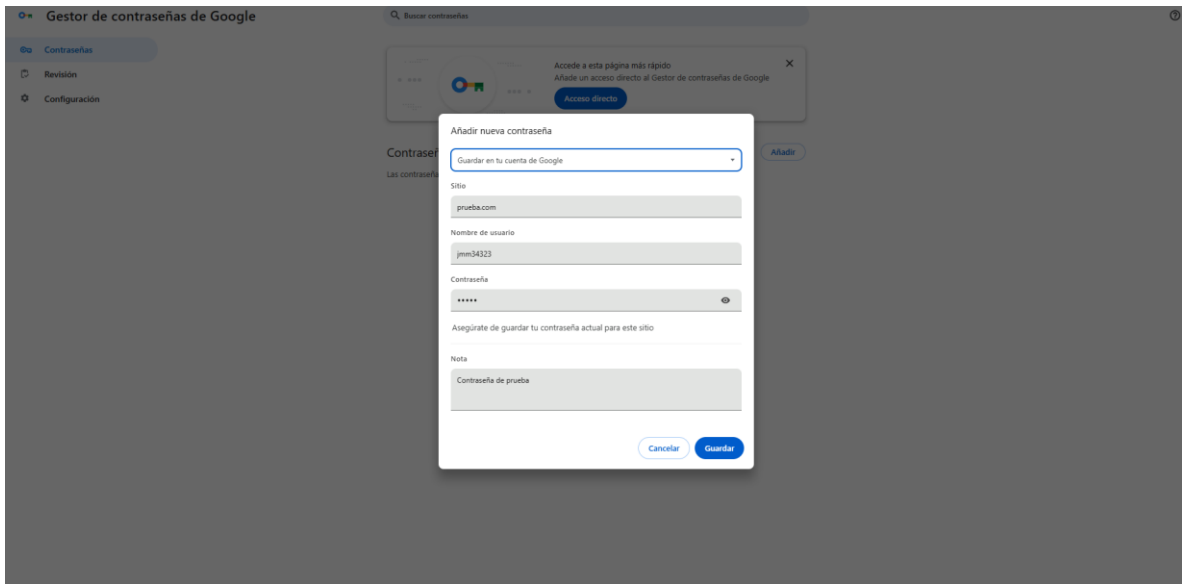 Gestor de contraseñas de Google
Buscar contraseñas
Contraseñas
Revisión
Configuración
Accede a esta página más rápido
Añade un acceso directo al Gestor de contraseñas de Google
Acceso directo
Añadir
Las contraseña
Añadir nueva contraseña
Guardar en tu cuenta de Google
Sitio
prueba.com
Nombre de usuario
jmm34323
Contraseña
•••••
Asegúrate de guardar tu contraseña actual para este sitio
Nota
Contraseña de prueba
Cancelar
Guardar